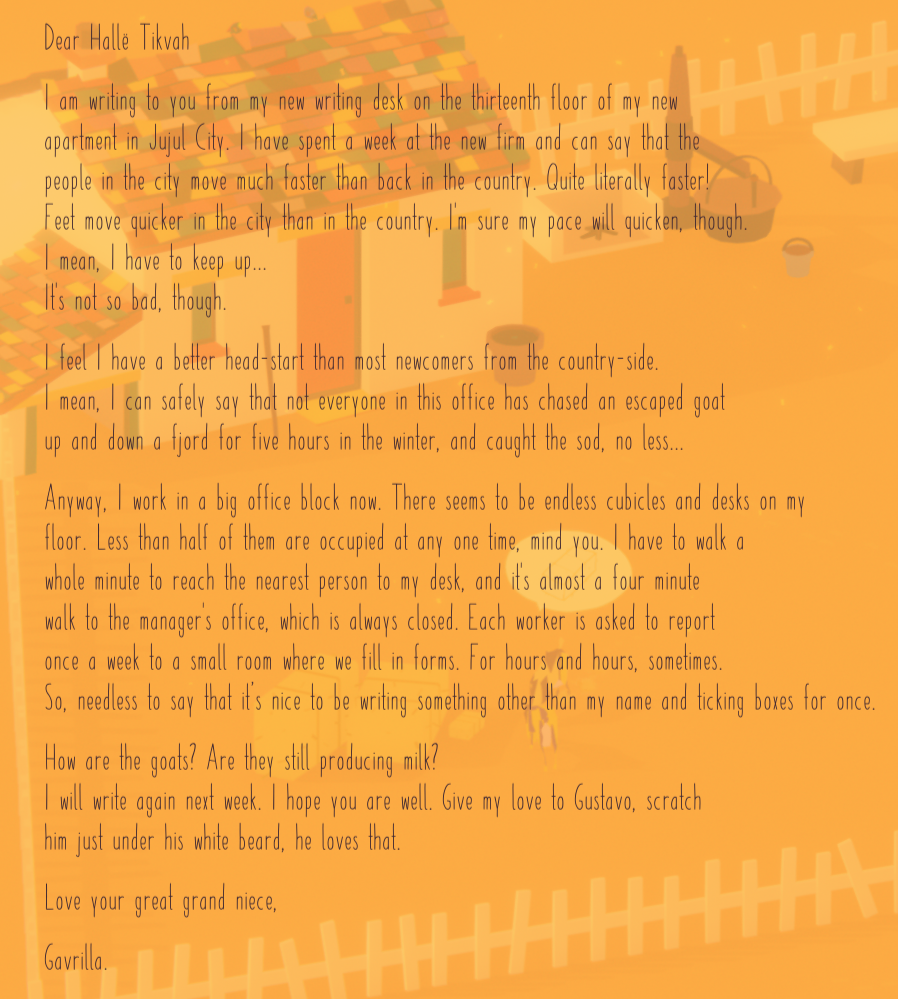 Dear Hallë Tikvah
I am writing to you from my new writing desk on the thirteenth floor of my new
apartment in Jujul City. I have spent a week at the new firm and can say that the
people in the city move much faster than back in the country. Quite literally faster!
Feet move quicker in the city than in the country. I'm sure my pace will quicken, though.
I mean, I have to keep up...
It's not so bad, though.
I feel I have a better head-start than most newcomers from the country-side.
I mean, I can safely say that not everyone in this office has chased an escaped goat
up and down a fjord for five hours in the winter, and caught the sod, no less...
Anyway, I work in a big office block now. There seems to be endless cubicles and desks on my
floor. Less than half of them are occupied at any one time, mind you. I have to walk a
whole minute to reach the nearest person to my desk, and it's almost a four minute
walk to the manager's office, which is always closed. Each worker is asked to report
once a week to a small room where we fill in forms. For hours and hours, sometimes.
So, needless to say that it's nice to be writing something other than my name and ticking boxes for once.
How are the goats? Are they still producing milk?
I will write again next week. I hope you are well. Give my love to Gustavo, scratch
him just under his white beard, he loves that.
Love your great grand niece,
Gavrilla.